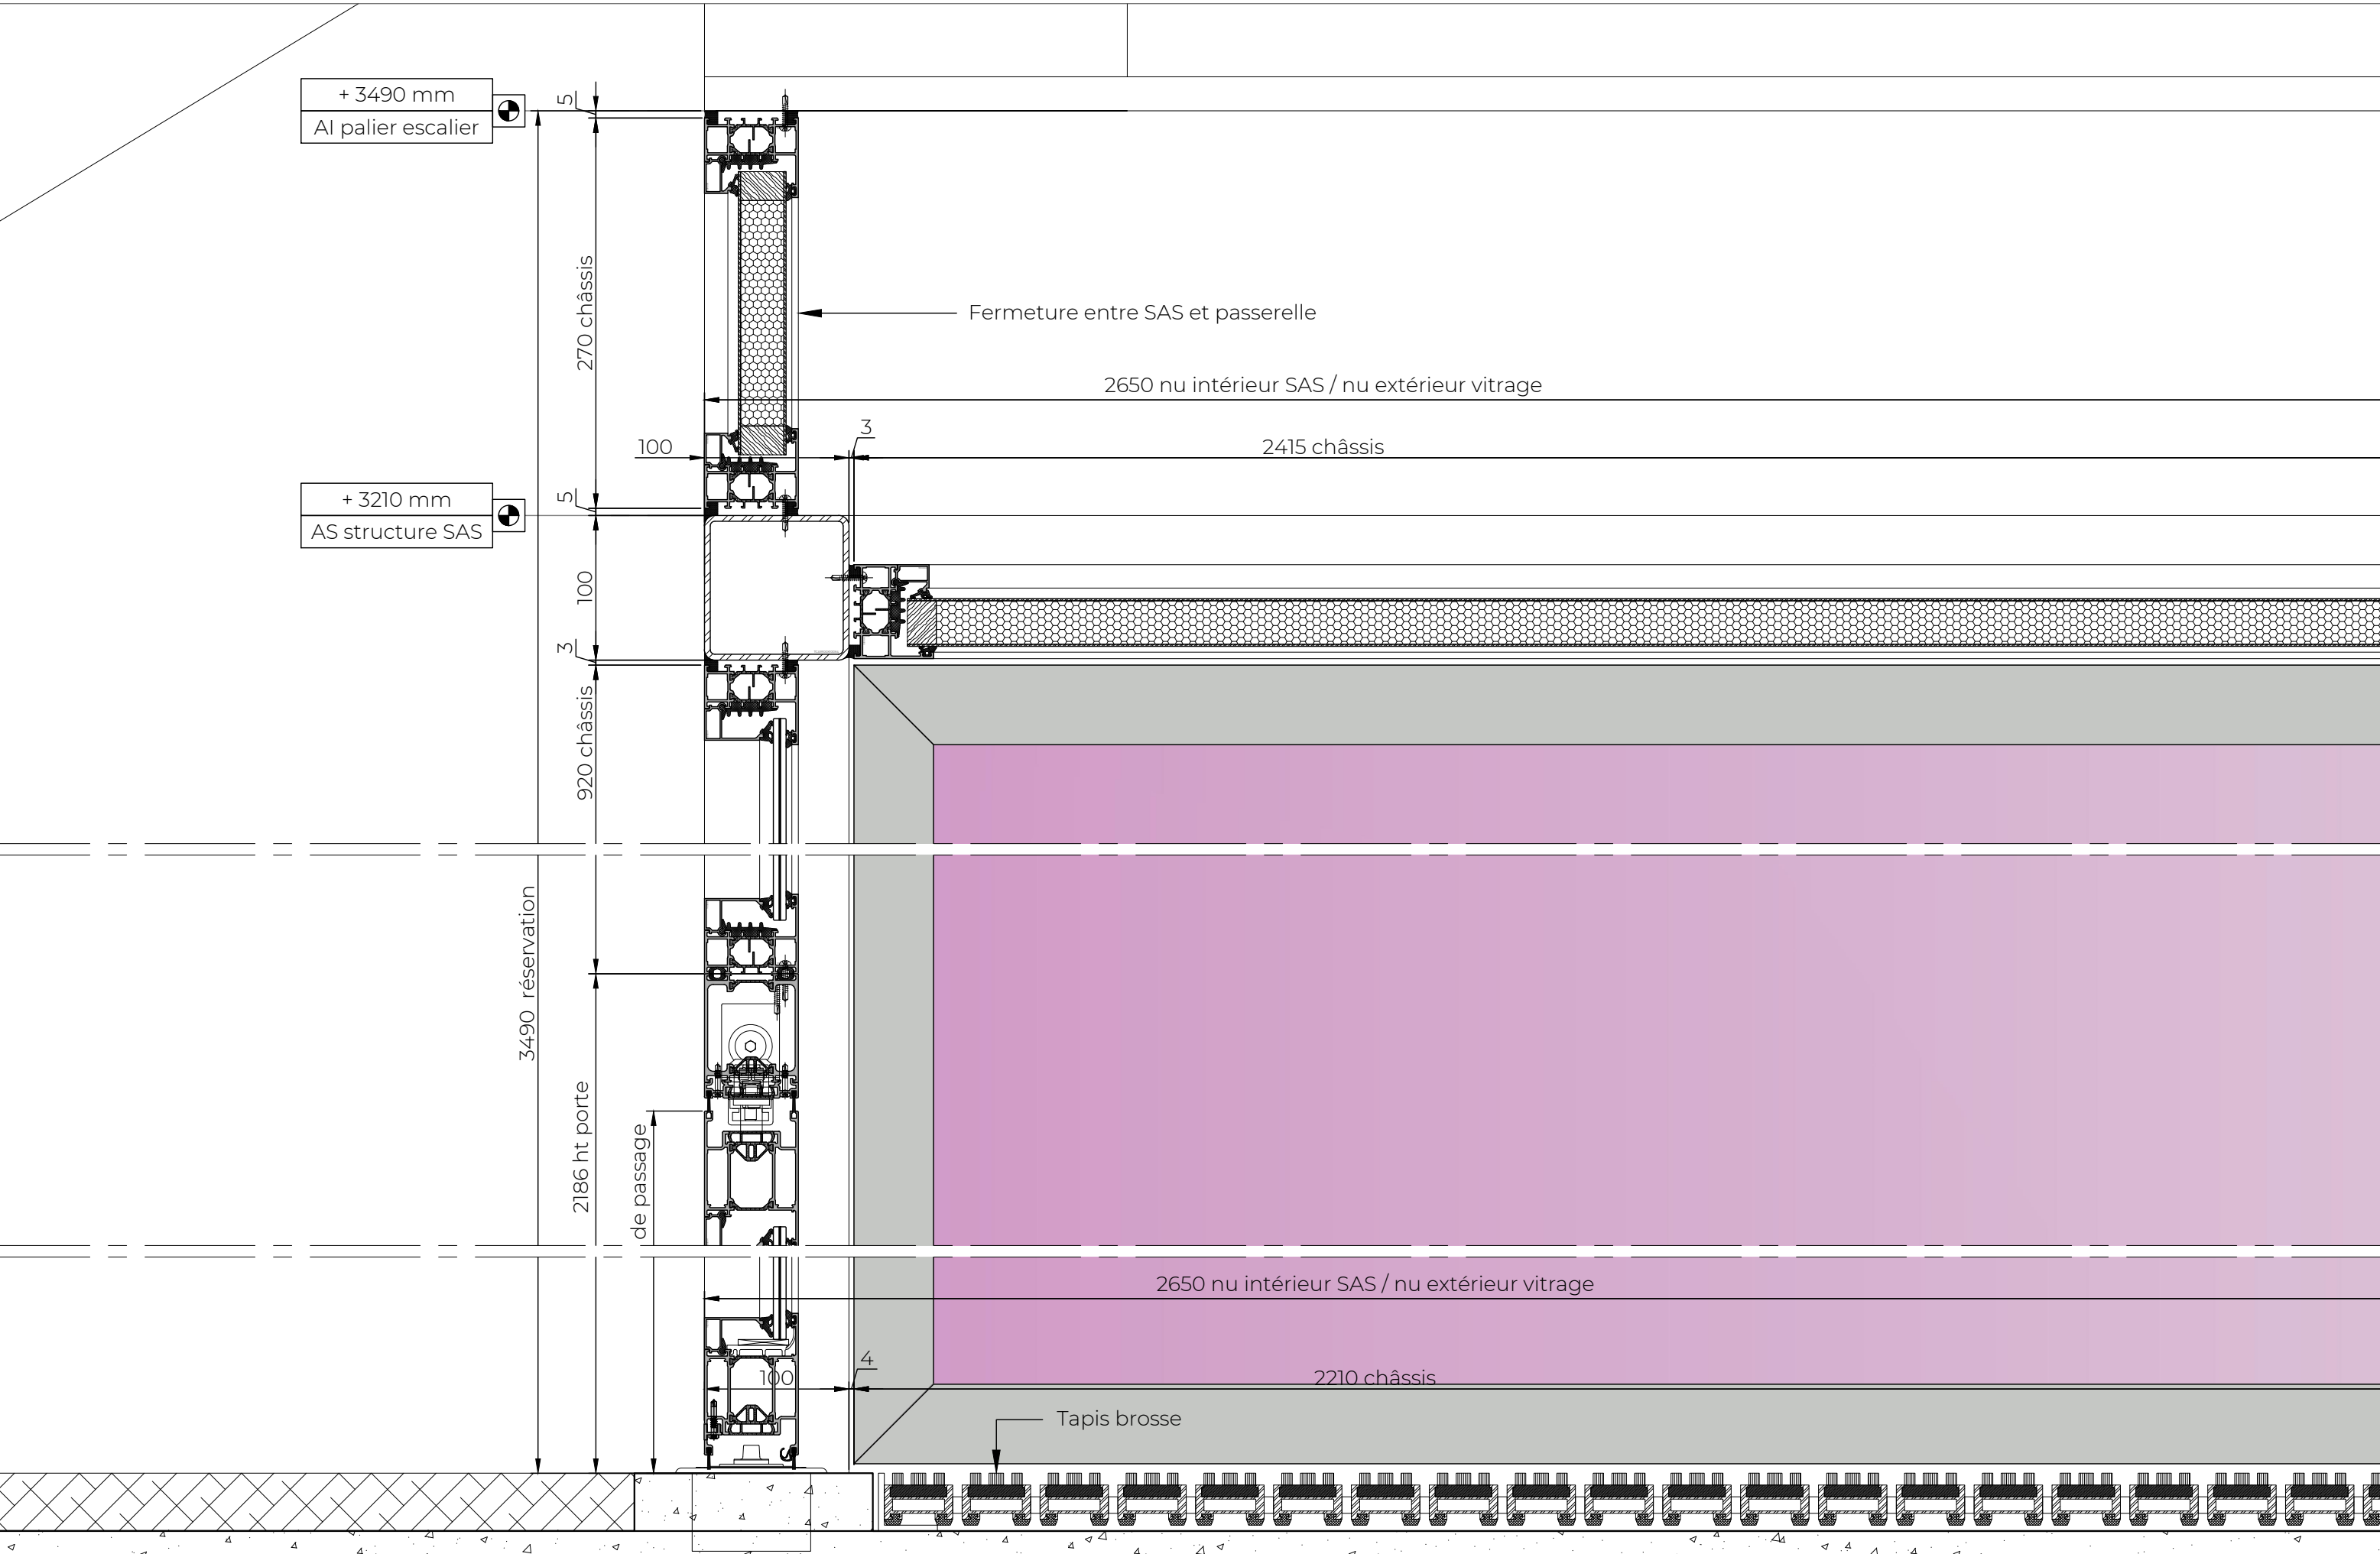 + 3490 mm
AI palier escalier
5
270 châssis
Fermeture entre SAS et passerelle
2650 nu intérieur SAS / nu extérieur vitrage
100
3
2415 châssis
+ 3210 mm
AS structure SAS
5
100
3
920 châssis
3490 réservation
2186 ht porte
de passage
2650 nu intérieur SAS / nu extérieur vitrage
100
4
2210 châssis
Tapis brosse